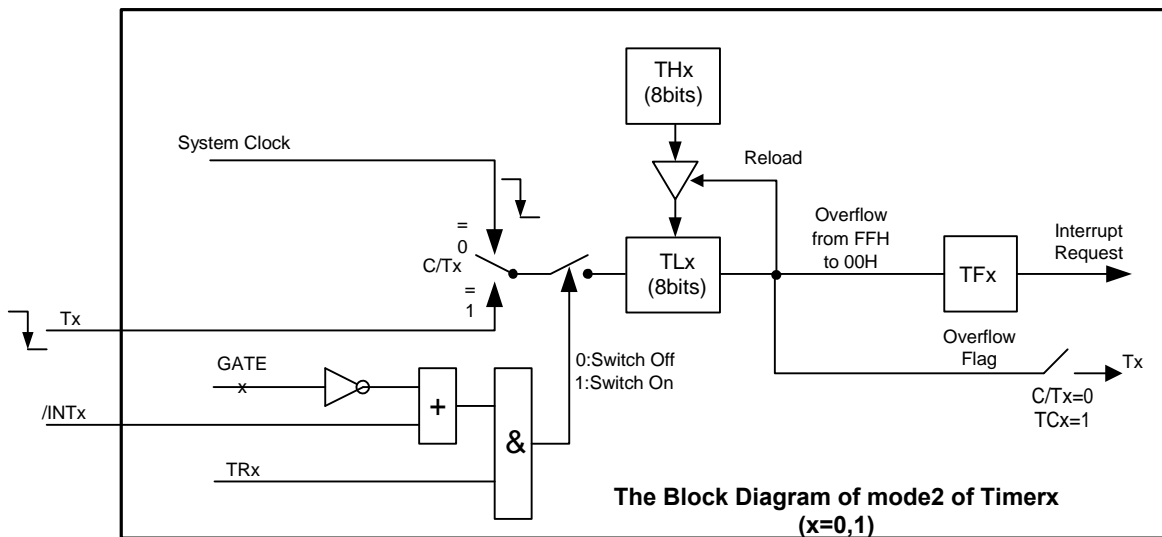 THx
(8bits)
System Clock
Reload
=
0
C/Tx
=
1
TLx
(8bits)
Overflow
from FFH
to 00H
TFx
Interrupt
Request
Tx
0:Switch Off
1:Switch On
Overflow
Flag
Tx
C/Tx=0
TCx=1
GATE
x
+
/INTx
&
TRx
The Block Diagram of mode2 of Timerx
(x=0,1)